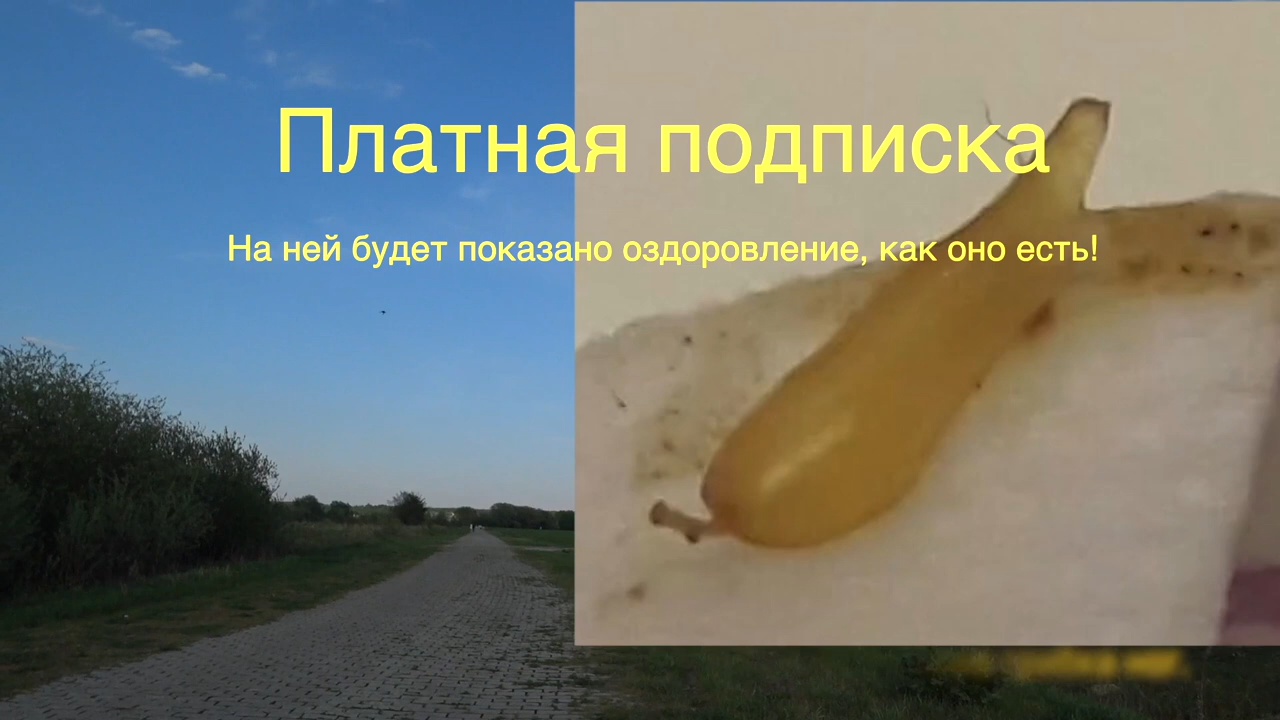 Платная подписка
На ней будет показано оздоровление, как оно есть!